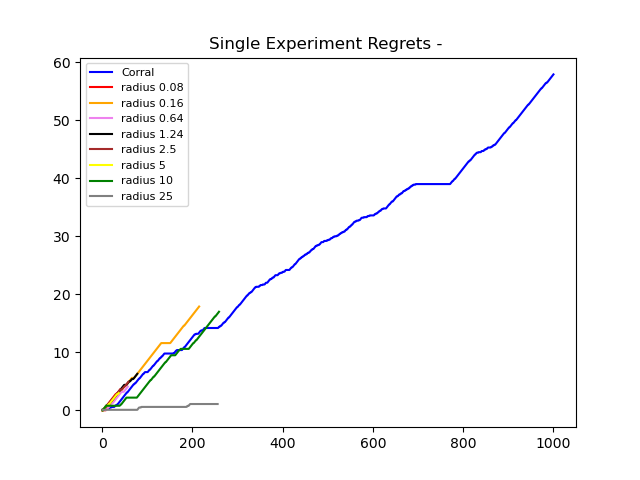 Single Experiment Regrets -
60
50
40
30
20
10
0
Corral
radius 0.08
radius 0.16
radius 0.64
radius 1.24
radius 2.5
radius 5
radius 10
radius 25
0 200 400 600 800 1000